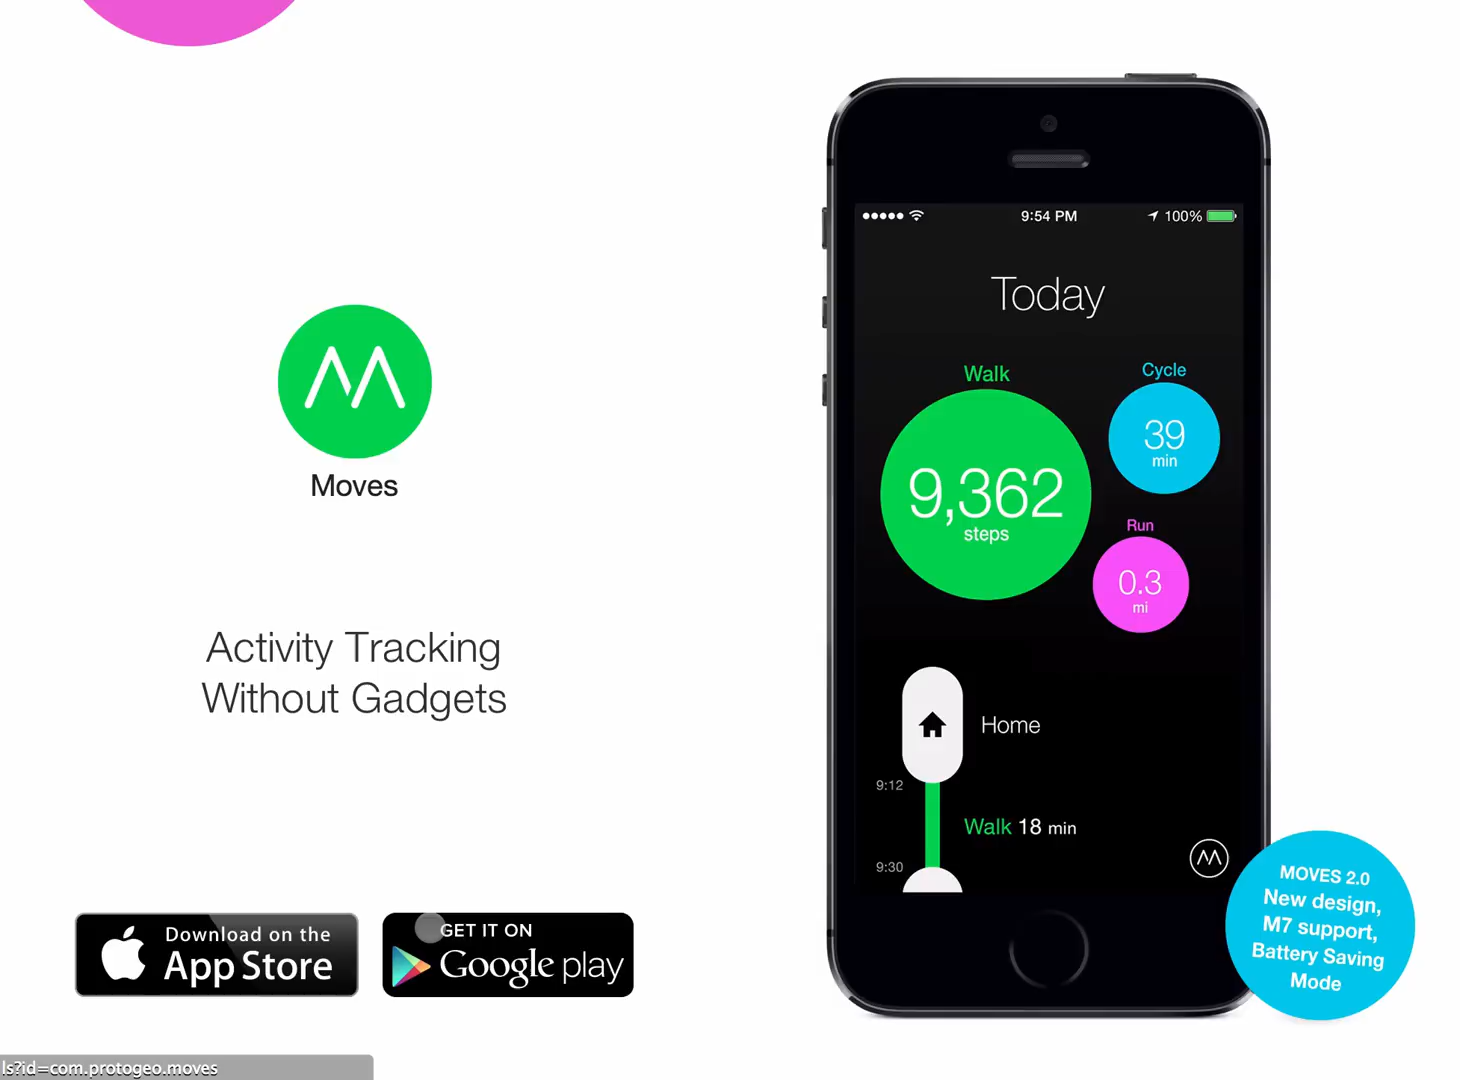 Moves
Activity Tracking
Without Gadgets
Download on the
App Store
GET IT ON
Google play
9:54 PM
100%
Today
Walk
9,362
steps
Cycle
39
min
Run
0.3
mi
Home
9:12
Walk 18 min
9:30
MOVES 2.0
New design,
M7 support,
Battery Saving
Mode
ls?id=com.protogeo.moves